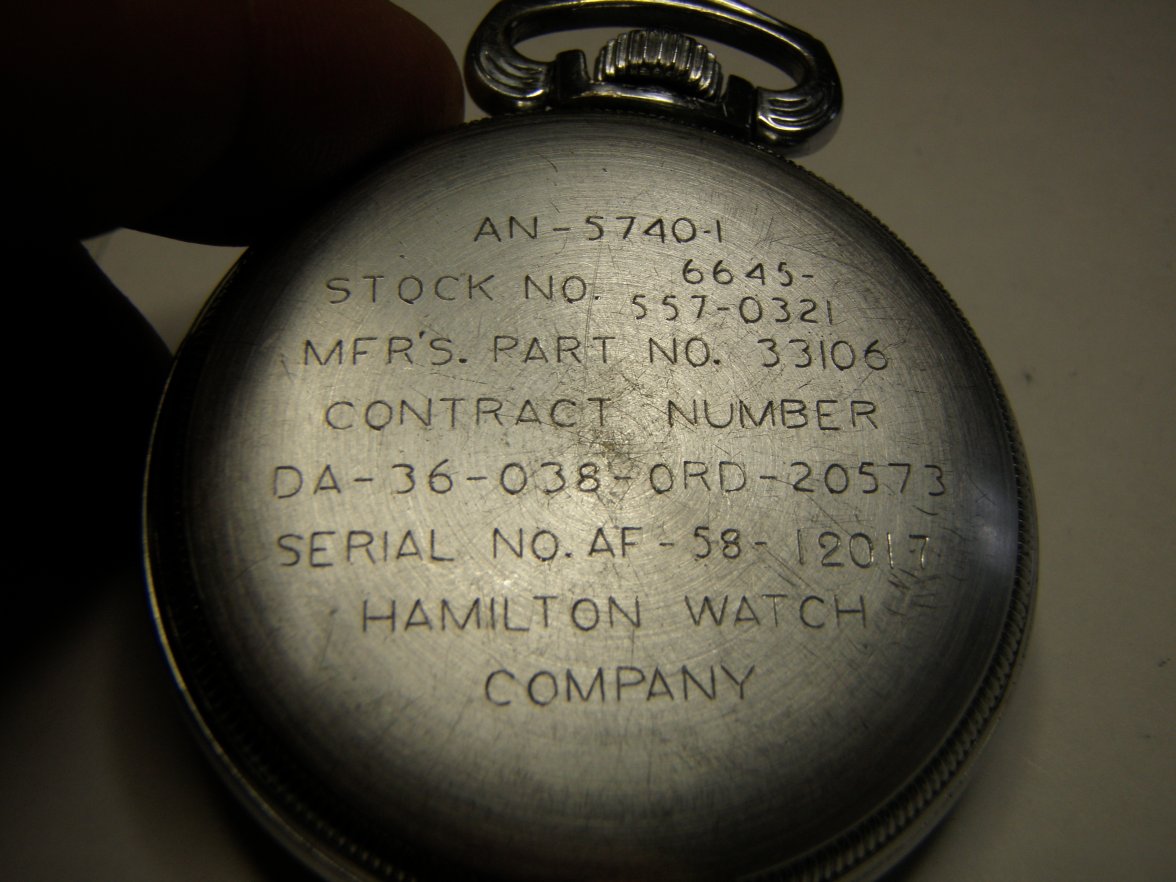 AN-5740-1
STOCK NO. 6645-
557-0321
MFR'S. PART NO. 33106
CONTRACT NUMBER
DA-36-038-ORD-20573
SERIAL NO. AF-58-12017
HAMILTON WATCH
COMPANY